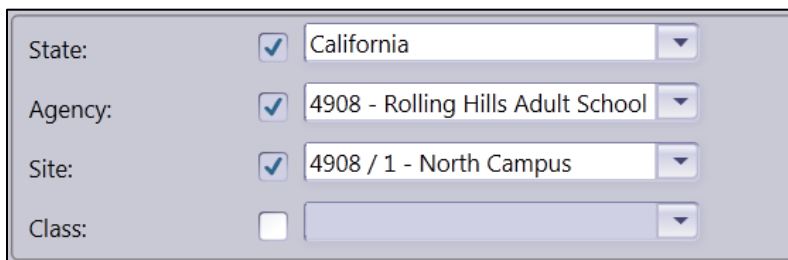 State: California
Agency: 4908 - Rolling Hills Adult School
Site: 4908 / 1 - North Campus
Class: